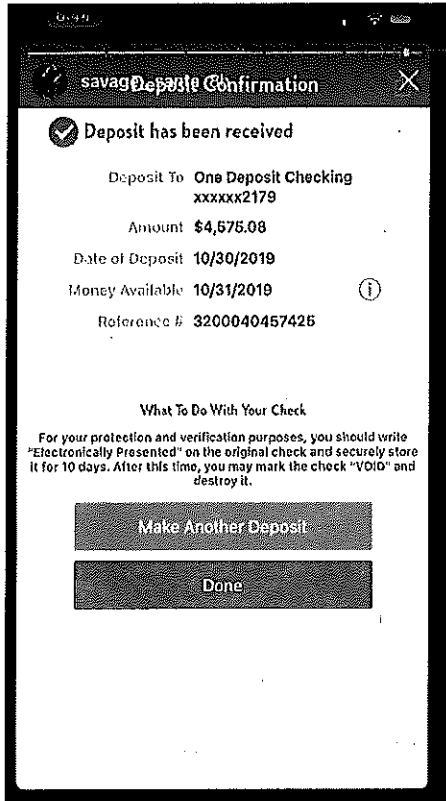 Deposit Confirmation
Deposit has been received
Deposit To One Deposit Checking
xxxxxx2179
Amount $4,575.08
Date of Deposit 10/30/2019
Money Available 10/31/2019
Reference # 3200040457425
What To Do With Your Check
For your protection and verification purposes, you should write
"Electronically Presented" on the original check and securely store
it for 10 days. After this time, you may mark the check "VOID" and
destroy it.
Make Another Deposit
Done